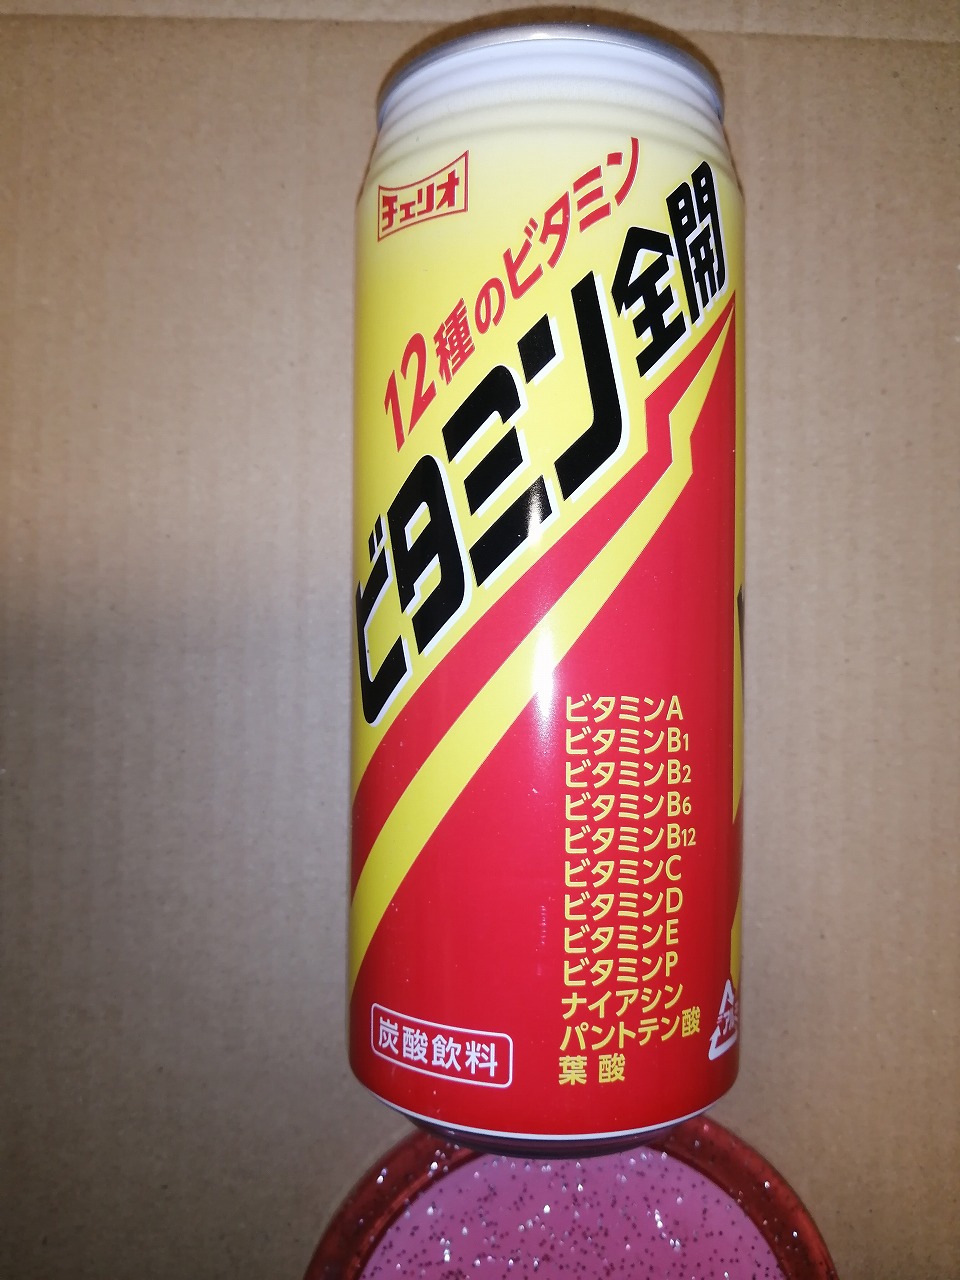 チェリオ
12種のビタミン
ビタミン全開
ビタミンA
ビタミンB1
ビタミンB2
ビタミンB6
ビタミンB12
ビタミンC
ビタミンD
ビタミンE
ビタミンP
ナイアシン
パントテン酸
葉酸
炭酸飲料